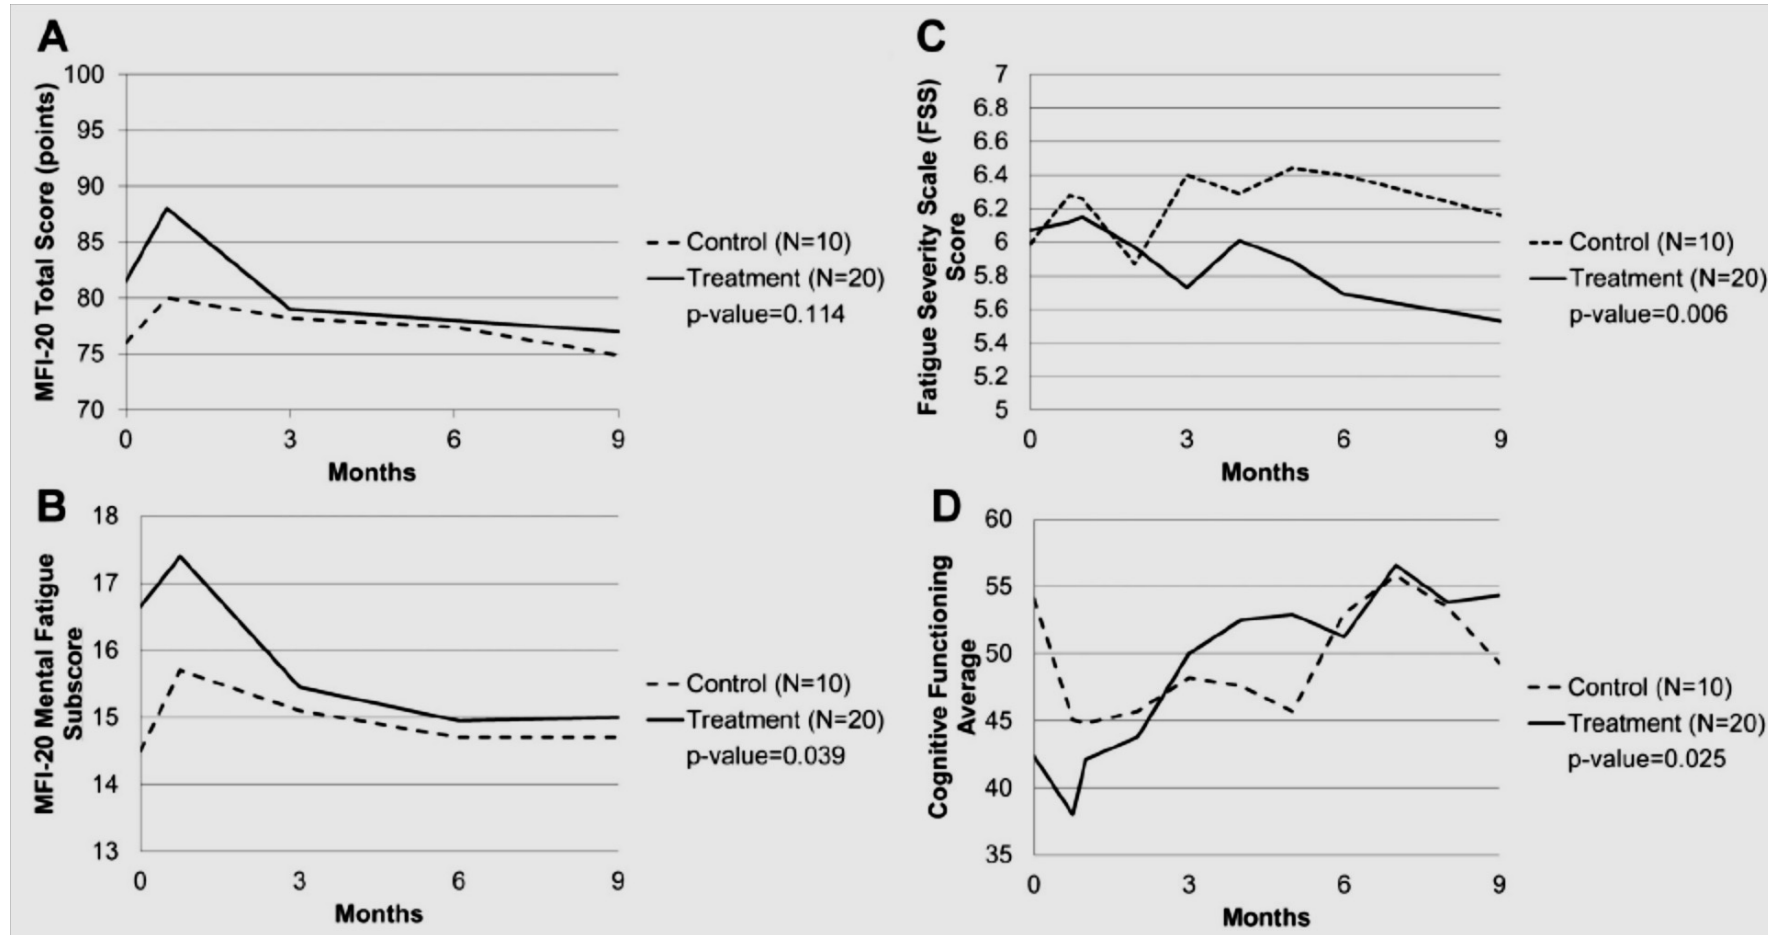 A
MFI-20 Total Score (points)
100
95
90
85
80
75
70
0
3
6
9
Months
Control (N=10)
Treatment (N=20)
p-value=0.114
B
MFI-20 Mental Fatigue
Subscore
18
17
16
15
14
13
0
3
6
9
Months
Control (N=10)
Treatment (N=20)
p-value=0.039
C
Fatigue Severity Scale (FSS)
Score
7
6.8
6.6
6.4
6.2
6
5.8
5.6
5.4
5.2
5
0
3
6
9
Months
Control (N=10)
Treatment (N=20)
p-value=0.006
D
Cognitive Functioning
Average
60
55
50
45
40
35
0
3
6
9
Months
Control (N=10)
Treatment (N=20)
p-value=0.025